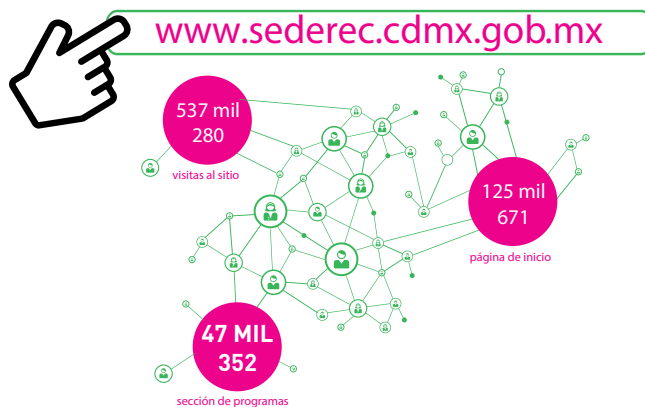 www.sederec.cdmx.gob.mx
537 mil
280
visitas al sitio
125 mil
671
página de inicio
47 MIL
352
sección de programas